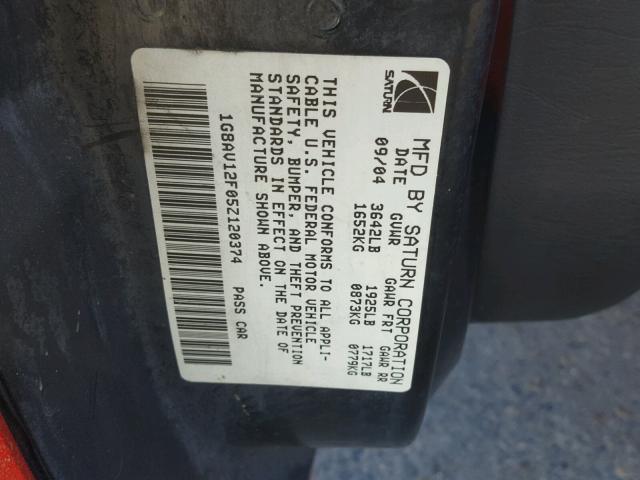 SATURN
MFD BY SATURN CORPORATION
DATE GVWR GAWR FRT GAWR RR
09/04 3642LB 1925LB 1717LB
1652KG 0873KG 0779KG
THIS VEHICLE CONFORMS TO ALL APPLI-
CABLE U.S. FEDERAL MOTOR VEHICLE
SAFETY, BUMPER, AND THEFT PREVENTION
STANDARDS IN EFFECT ON THE DATE OF
MANUFACTURE SHOWN ABOVE.
1G8AV12F05Z120374 PASS CAR